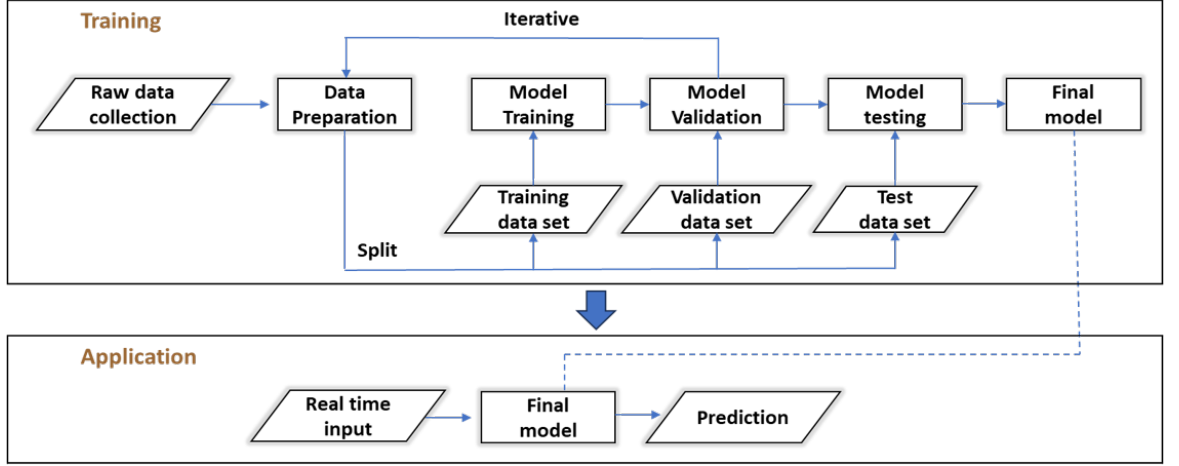 Training
Iterative
Raw data
collection
Data
Preparation
Model
Training
Model
Validation
Model
testing
Final
model
Training
data set
Validation
data set
Test
data set
Split
Application
Real time
input
Final
model
Prediction